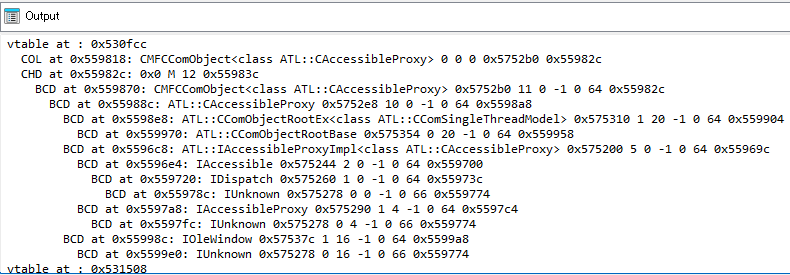 Output
vtable at : 0x530fcc
COL at 0x559818: CMFCComObject<class ATL::CAccessibleProxy> 0 0 0 0x5752b0 0x55982c
CHD at 0x55982c: 0x0 M 12 0x55983c
BCD at 0x559870: CMFCComObject<class ATL::CAccessibleProxy> 0x5752b0 11 0 -1 0 64 0x55982c
BCD at 0x55988c: ATL::CAccessibleProxy 0x5752e8 10 0 -1 0 64 0x5598a8
BCD at 0x5598e8: ATL::CComObjectRootEx<class ATL::CComSingleThreadModel> 0x575310 1 20 -1 0 64 0x559904
BCD at 0x559970: ATL::CComObjectRootBase 0x575354 0 20 -1 0 64 0x559958
BCD at 0x5596c8: ATL::IAccessibleProxyImpl<class ATL::CAccessibleProxy> 0x575200 5 0 -1 0 64 0x55969c
BCD at 0x5596e4: IAccessible 0x575244 2 0 -1 0 64 0x559700
BCD at 0x559720: IDispatch 0x575260 1 0 -1 0 64 0x55973c
BCD at 0x55978c: IUnknown 0x575278 0 0 -1 0 66 0x559774
BCD at 0x5597a8: IAccessibleProxy 0x575290 1 4 -1 0 64 0x5597c4
BCD at 0x5597fc: IUnknown 0x575278 0 4 -1 0 66 0x559774
BCD at 0x55998c: IOleWindow 0x57537c 1 16 -1 0 64 0x5599a8
BCD at 0x5599e0: IUnknown 0x575278 0 16 -1 0 66 0x559774
vtable at : 0x531508